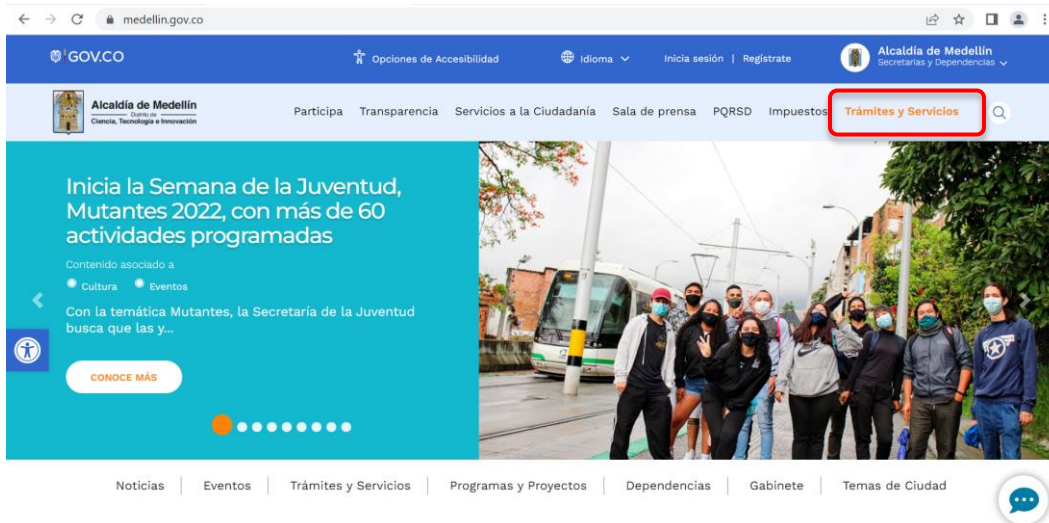 medellin.gov.co
GOV.CO
Opciones de Accesibilidad
Idioma
Inicia sesión | Registrate
Alcaldía de Medellín
Secretarías y Dependencias
Alcaldía de Medellín
Distrito de
Ciencia, Tecnología e Innovación
Participa Transparencia Servicios a la Ciudadanía Sala de prensa PQRSD Impuestos Trámites y Servicios
Inicia la Semana de la Juventud,
Mutantes 2022, con más de 60
actividades programadas
Contenido asociado a
Cultura Eventos
Con la temática Mutantes, la Secretaría de la Juventud
busca que las y...
CONOCE MÁS
Noticias Eventos Trámites y Servicios Programas y Proyectos Dependencias Gabinete Temas de Ciudad